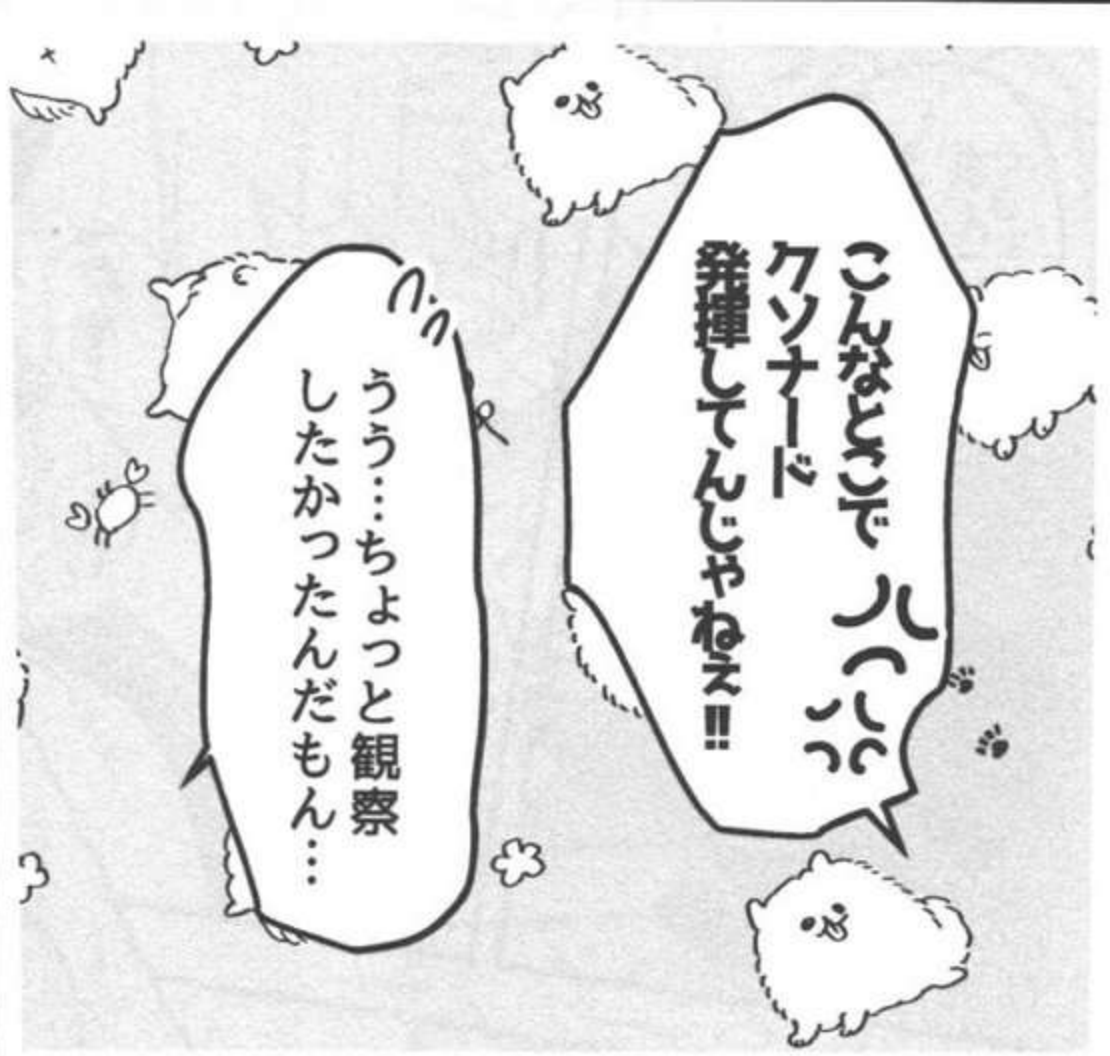 こんなとこで
クソナード
発揮してんじゃねぇ!!
うう…ちょっと観察
したかったんだもん…